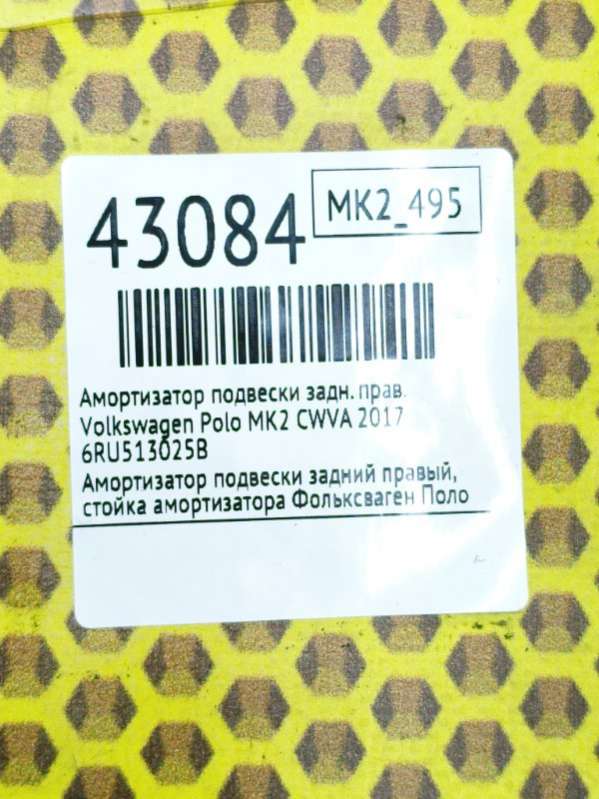 43084
MK2_495
Амортизатор подвески задн. прав.
Volkswagen Polo MK2 CWVA 2017
6RU513025B
Амортизатор подвески задний правый,
стойка амортизатора Фольксваген Поло